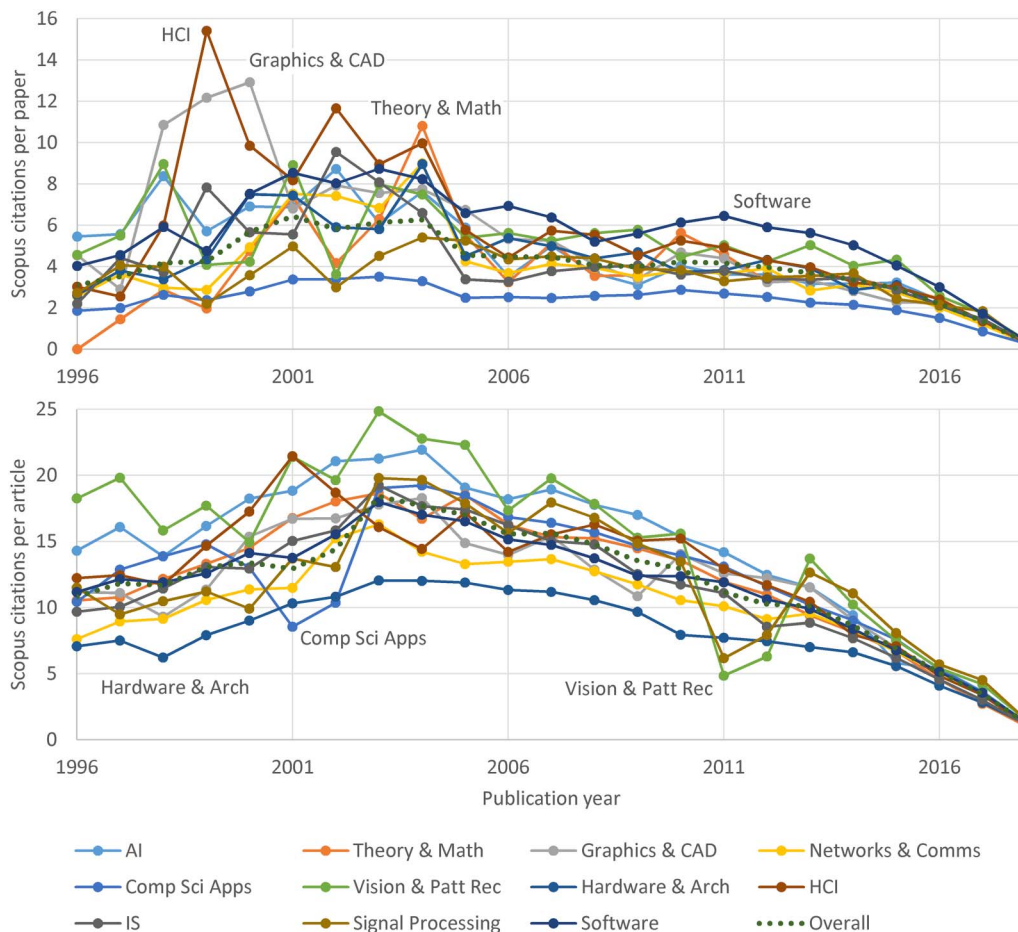 16
14
12
10
8
6
4
2
0
Scopus citations per paper
HCI
Graphics & CAD
Theory & Math
Software
1996 2001 2006 2011 2016
25
20
15
10
5
0
Scopus citations per article
Comp Sci Apps
Hardware & Arch
Vision & Patt Rec
1996 2001 2006 2011 2016
Publication year
AI Theory & Math Graphics & CAD Networks & Comms
Comp Sci Apps Vision & Patt Rec Hardware & Arch HCI
IS Signal Processing Software Overall